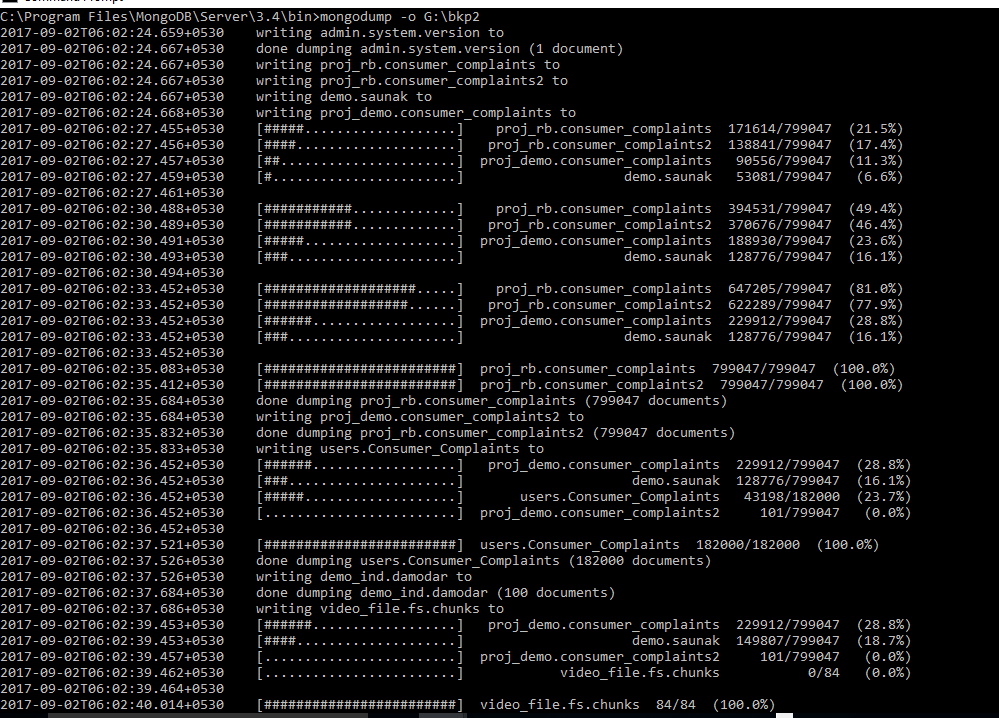 C:\Program Files\MongoDB\Server\3.4\bin>mongodump -o G:\bkp2
2017-09-02T06:02:24.659+0530    writing admin.system.version to
2017-09-02T06:02:24.667+0530    done dumping admin.system.version (1 document)
2017-09-02T06:02:24.667+0530    writing proj_rb.consumer_complaints to
2017-09-02T06:02:24.667+0530    writing proj_rb.consumer_complaints2 to
2017-09-02T06:02:24.667+0530    writing demo.saunak to
2017-09-02T06:02:24.668+0530    writing proj_demo.consumer_complaints to
2017-09-02T06:02:27.455+0530    [#####...................]    proj_rb.consumer_complaints  171614/799047  (21.5%)
2017-09-02T06:02:27.456+0530    [####....................]   proj_rb.consumer_complaints2  138841/799047  (17.4%)
2017-09-02T06:02:27.457+0530    [##......................]  proj_demo.consumer_complaints   90556/799047  (11.3%)
2017-09-02T06:02:27.459+0530    [#.......................]                    demo.saunak   53081/799047   (6.6%)
2017-09-02T06:02:27.461+0530
2017-09-02T06:02:30.488+0530    [###########.............]    proj_rb.consumer_complaints  394531/799047  (49.4%)
2017-09-02T06:02:30.489+0530    [###########.............]   proj_rb.consumer_complaints2  370676/799047  (46.4%)
2017-09-02T06:02:30.491+0530    [#####...................]  proj_demo.consumer_complaints  188930/799047  (23.6%)
2017-09-02T06:02:30.493+0530    [###.....................]                    demo.saunak  128776/799047  (16.1%)
2017-09-02T06:02:30.494+0530
2017-09-02T06:02:33.452+0530    [###################.....]    proj_rb.consumer_complaints  647205/799047  (81.0%)
2017-09-02T06:02:33.452+0530    [##################......]   proj_rb.consumer_complaints2  622289/799047  (77.9%)
2017-09-02T06:02:33.452+0530    [######..................]  proj_demo.consumer_complaints  229912/799047  (28.8%)
2017-09-02T06:02:33.452+0530    [###.....................]                    demo.saunak  128776/799047  (16.1%)
2017-09-02T06:02:33.452+0530
2017-09-02T06:02:35.083+0530    [########################]  proj_rb.consumer_complaints  799047/799047  (100.0%)
2017-09-02T06:02:35.412+0530    [########################]  proj_rb.consumer_complaints2  799047/799047  (100.0%)
2017-09-02T06:02:35.684+0530    done dumping proj_rb.consumer_complaints (799047 documents)
2017-09-02T06:02:35.684+0530    writing proj_demo.consumer_complaints2 to
2017-09-02T06:02:35.832+0530    done dumping proj_rb.consumer_complaints2 (799047 documents)
2017-09-02T06:02:35.833+0530    writing users.Consumer_Complaints to
2017-09-02T06:02:36.452+0530    [######..................]   proj_demo.consumer_complaints  229912/799047  (28.8%)
2017-09-02T06:02:36.452+0530    [###.....................]                     demo.saunak  128776/799047  (16.1%)
2017-09-02T06:02:36.452+0530    [#####...................]       users.Consumer_Complaints   43198/182000  (23.7%)
2017-09-02T06:02:36.452+0530    [........................]  proj_demo.consumer_complaints2     101/799047   (0.0%)
2017-09-02T06:02:36.452+0530
2017-09-02T06:02:37.521+0530    [########################]  users.Consumer_Complaints  182000/182000  (100.0%)
2017-09-02T06:02:37.526+0530    done dumping users.Consumer_Complaints (182000 documents)
2017-09-02T06:02:37.526+0530    writing demo_ind.damodar to
2017-09-02T06:02:37.684+0530    done dumping demo_ind.damodar (100 documents)
2017-09-02T06:02:37.686+0530    writing video_file.fs.chunks to
2017-09-02T06:02:39.453+0530    [######..................]   proj_demo.consumer_complaints  229912/799047  (28.8%)
2017-09-02T06:02:39.453+0530    [####....................]                     demo.saunak  149807/799047  (18.7%)
2017-09-02T06:02:39.457+0530    [........................]  proj_demo.consumer_complaints2     101/799047   (0.0%)
2017-09-02T06:02:39.462+0530    [........................]            video_file.fs.chunks           0/84   (0.0%)
2017-09-02T06:02:39.464+0530
2017-09-02T06:02:40.014+0530    [########################]  video_file.fs.chunks  84/84  (100.0%)